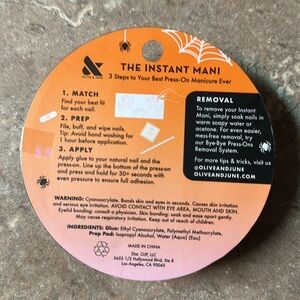 OLIVE & JUNE
THE INSTANT MANI
3 Steps to Your Best Press-On Manicure Ever
1. MATCH
Find your best fit
for each nail.
2. PREP
File, buff, and wipe nails.
Tip: Avoid hand washing for
1 hour before application.
3. APPLY
Apply glue to your natural nail and the
press-on. Line up the bottom of the press-on
and press and hold for 30+ seconds with
even pressure to ensure full adhesion.
REMOVAL
To remove your Instant
Mani, simply soak nails in
warm soapy water or
acetone. For even easier,
mess-free removal, try
our Bye-Bye Press-Ons
Removal System.
For more tips & tricks, visit us
@OLIVEANDJUNE
OLIVEANDJUNE.COM
WARNING: Cyanoacrylate. Bonds skin and eyes in seconds. Causes skin irritation
and serious eye irritation. AVOID CONTACT WITH EYE AREA, MOUTH AND SKIN.
Eyelid bonding: consult a physician. Skin bonding: soak and ease apart gently.
May cause respiratory irritation. Keep out of reach of children.
INGREDIENTS: Glue: Ethyl Cyanoacrylate, Polymethyl Methacrylate,
Prep Pad: Isopropyl Alcohol, Water (Aqua) (Eau)
MADE IN CHINA
Dist. OJP, LLC
5632 1/2 Hollywood Blvd, Ste B
Los Angeles, CA 90043